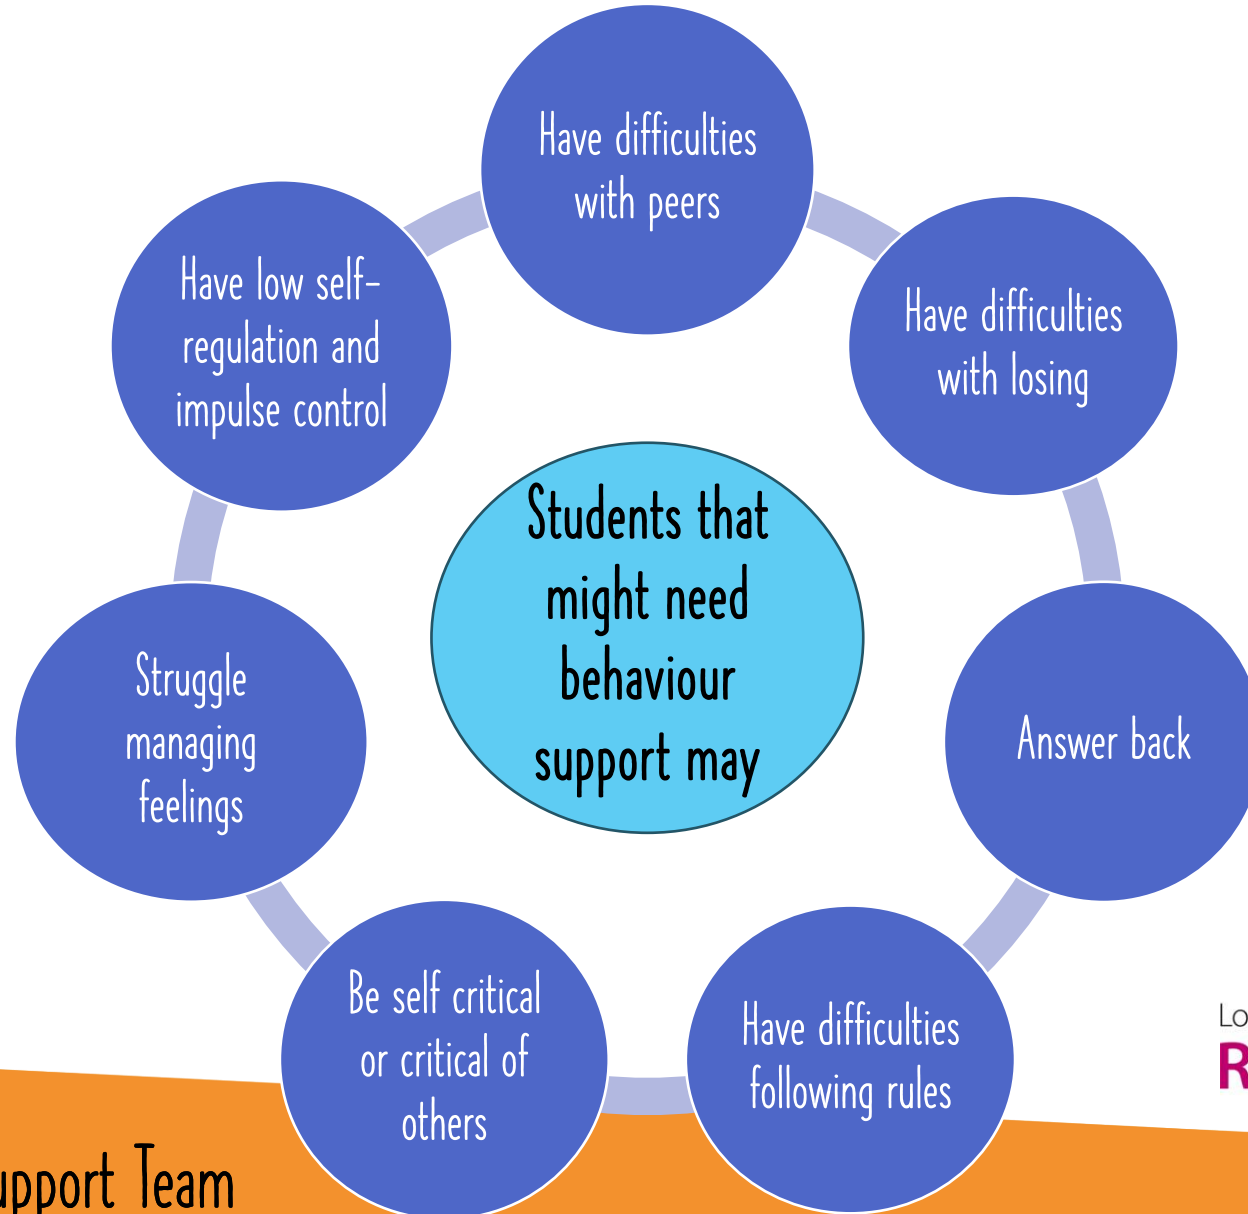 Have difficulties
with peers
Have difficulties
with losing
Answer back
Have difficulties
following rules
Be self critical
or critical of
others
Struggle
managing
feelings
Have low self-
regulation and
impulse control
Students that
might need
behaviour
support may
Team